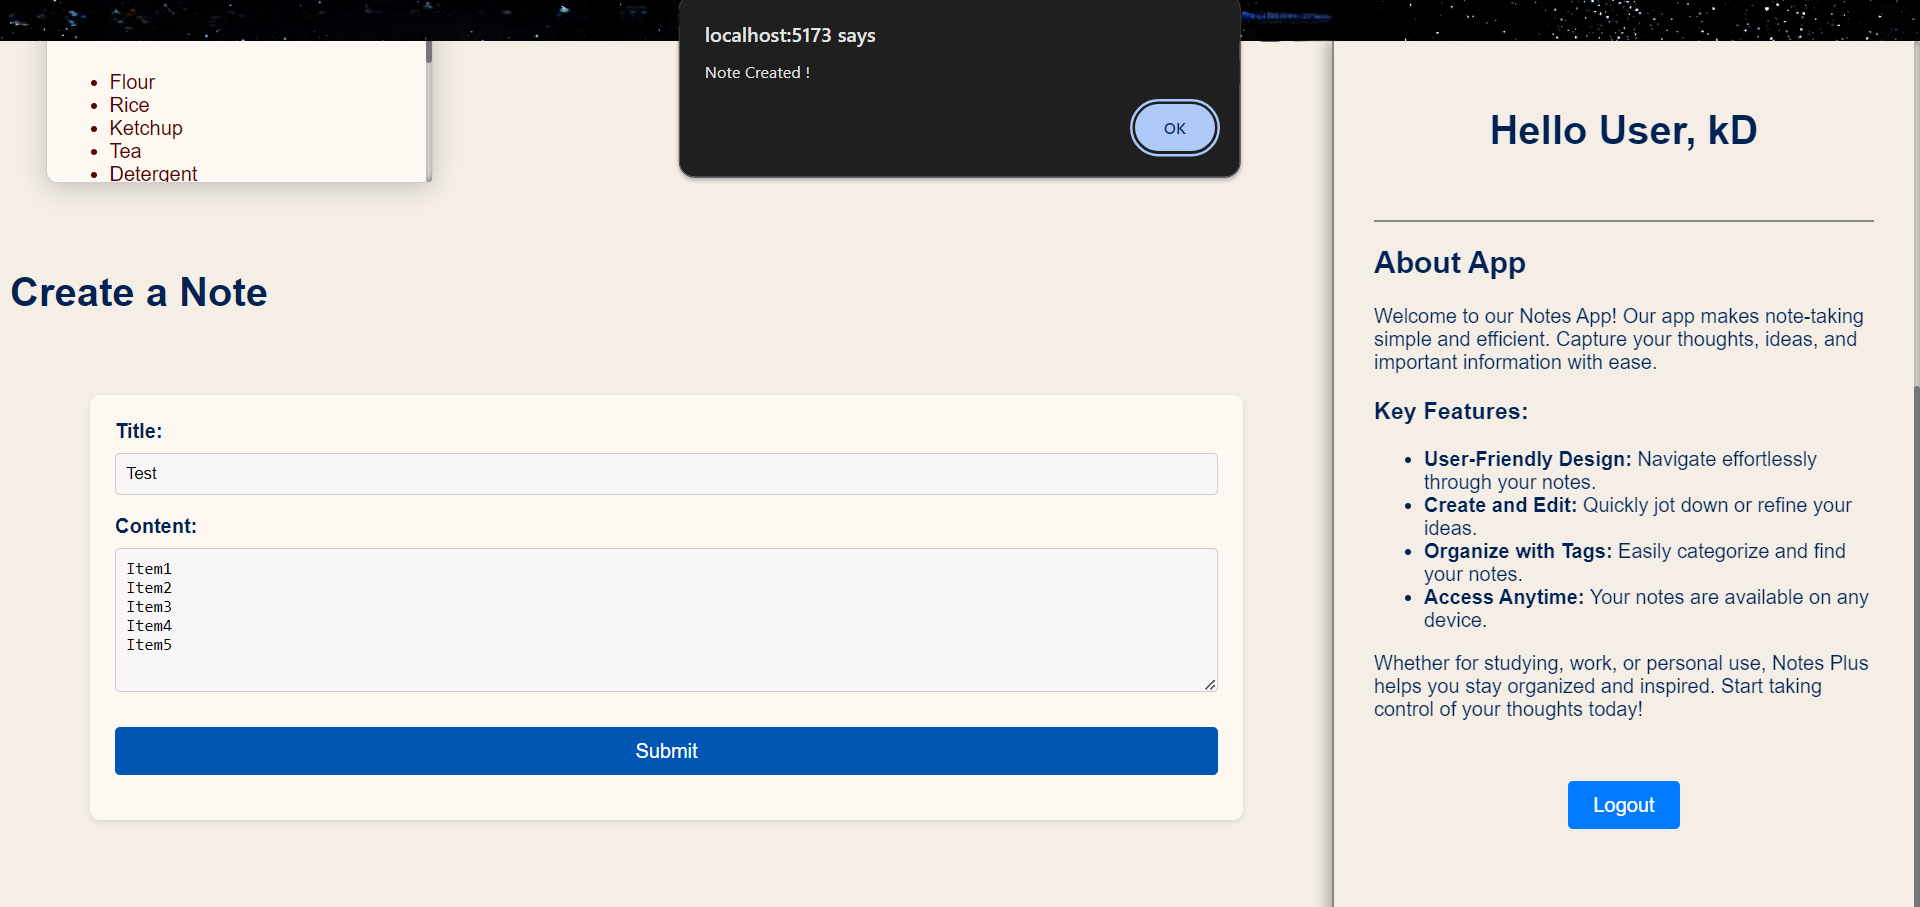 localhost:5173 says
Note Created !
OK
Flour
Rice
Ketchup
Tea
Detergent
Create a Note
Title:
Test
Content:
Item1
Item2
Item3
Item4
Item5
Submit
Hello User, kD
About App
Welcome to our Notes App! Our app makes note-taking
simple and efficient. Capture your thoughts, ideas, and
important information with ease.
Key Features:
User-Friendly Design: Navigate effortlessly
through your notes.
Create and Edit: Quickly jot down or refine your
ideas.
Organize with Tags: Easily categorize and find
your notes.
Access Anytime: Your notes are available on any
device.
Whether for studying, work, or personal use, Notes Plus
helps you stay organized and inspired. Start taking
control of your thoughts today!
Logout